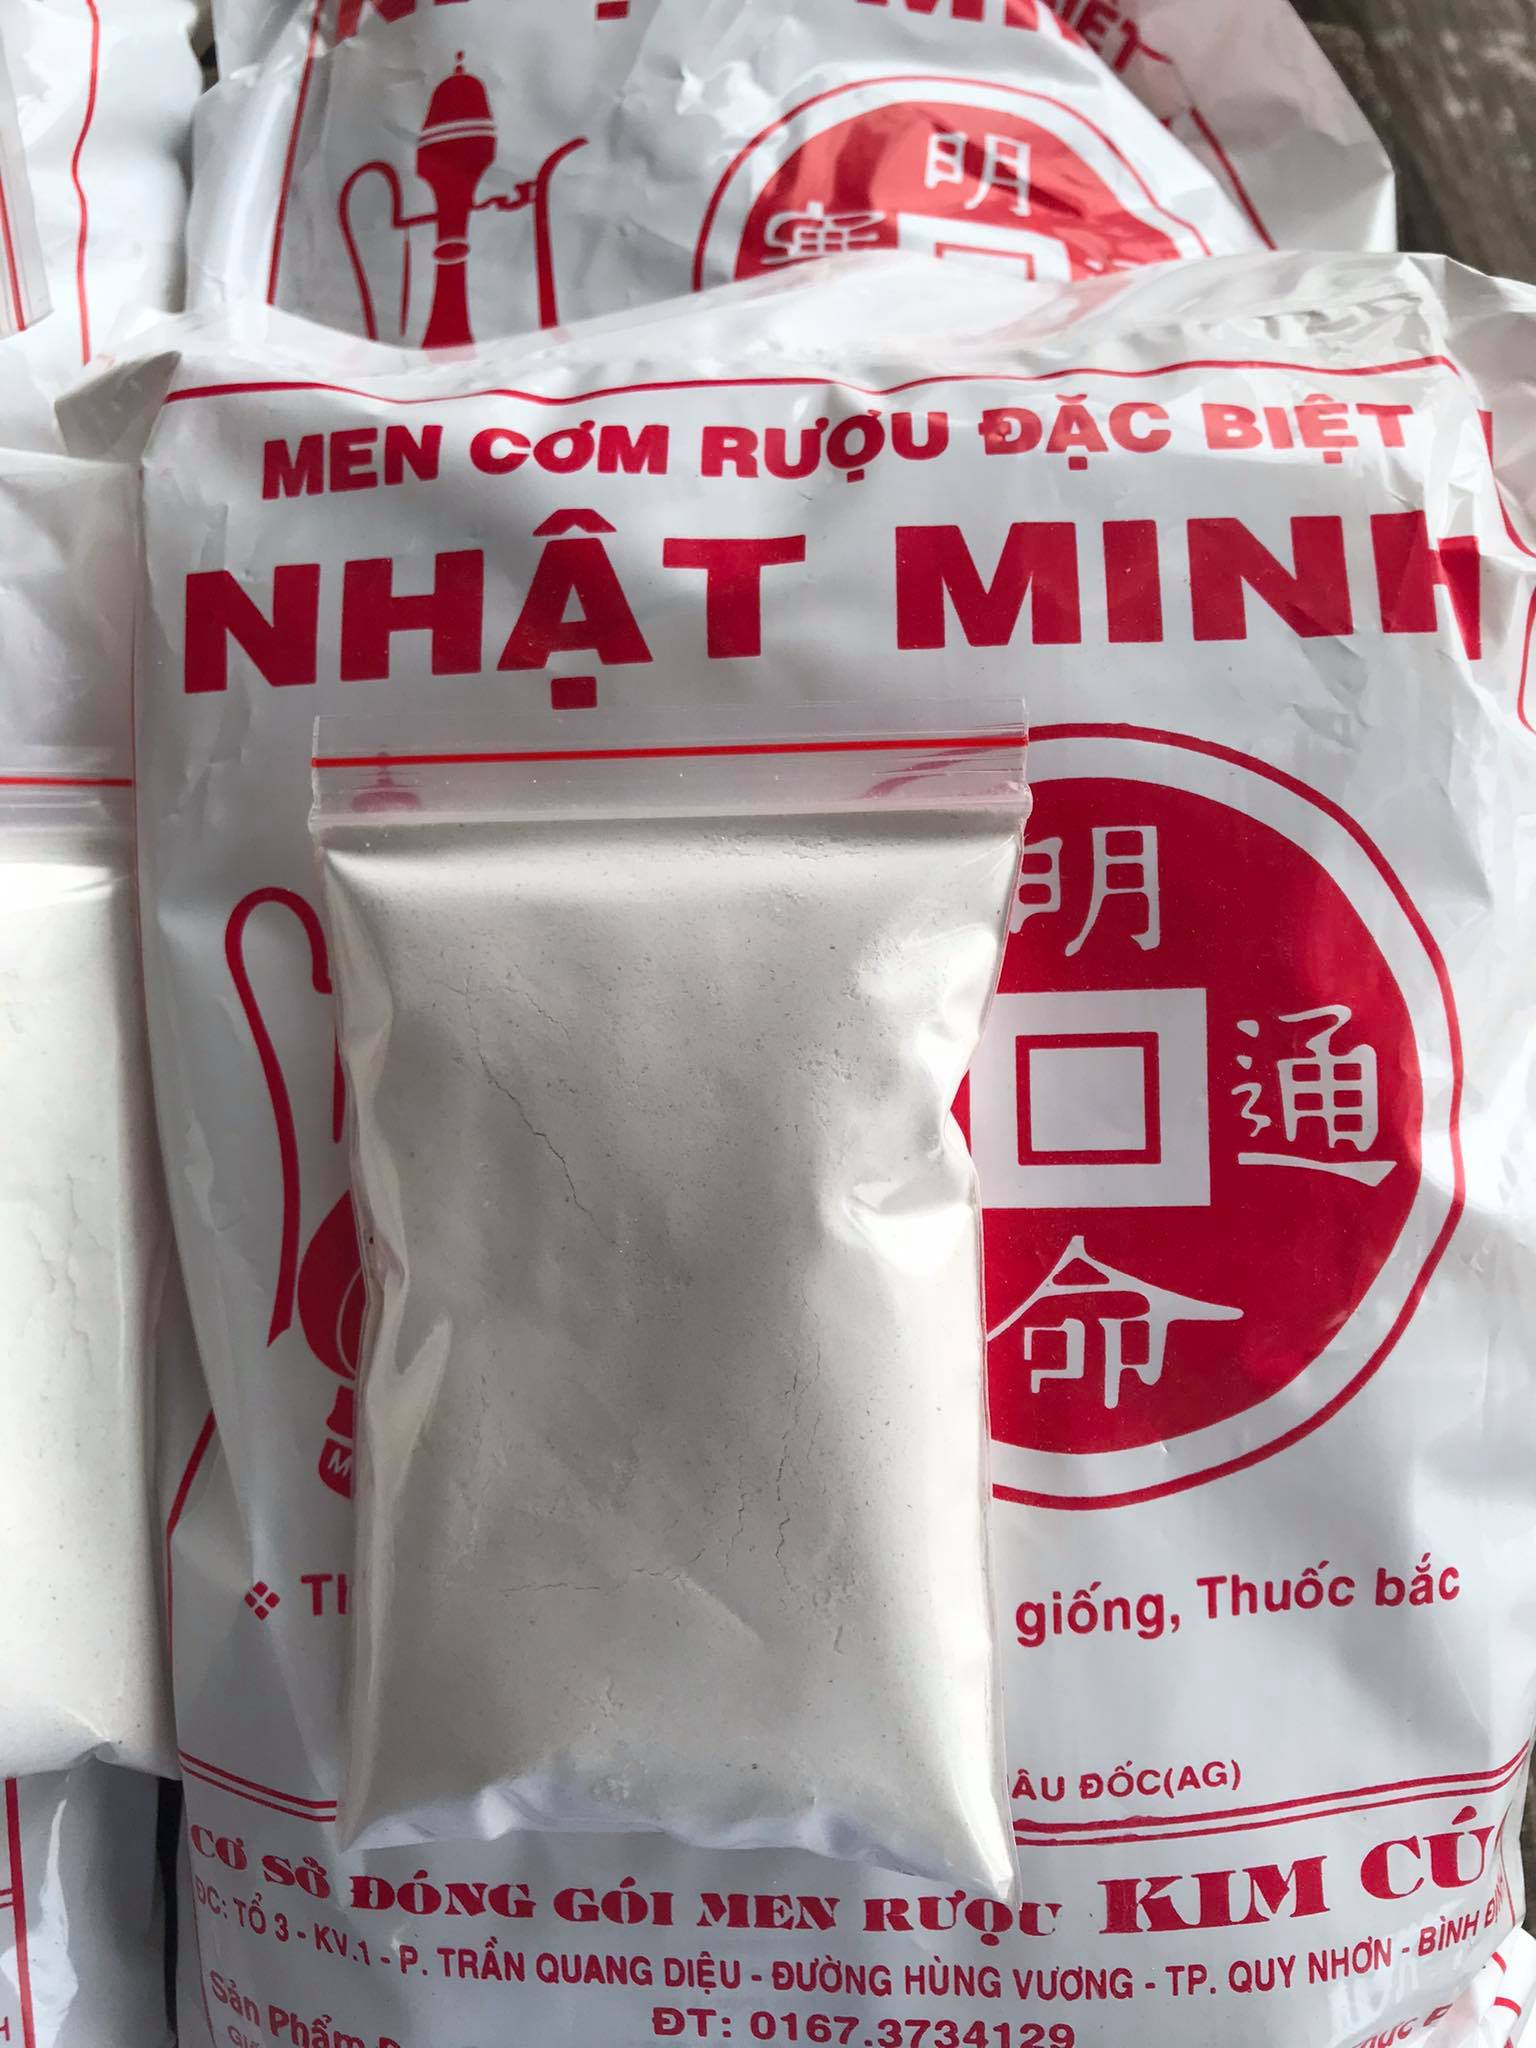 明
MEN CƠM RƯỢU ĐẶC BIỆT
NHẬT MINH
明
通
命
giống, Thuốc bắc
ÂU ĐỐC(AG)
CƠ SỞ ĐÓNG GÓI MEN RƯỢU KIM CÚ
ĐC: TỔ 3 - KV.1 - P. TRẦN QUANG DIỆU - ĐƯỜNG HÙNG VƯƠNG - TP. QUY NHƠN - BÌNH ĐỊNH
ĐT: 0167.3734129
Sản Phẩm